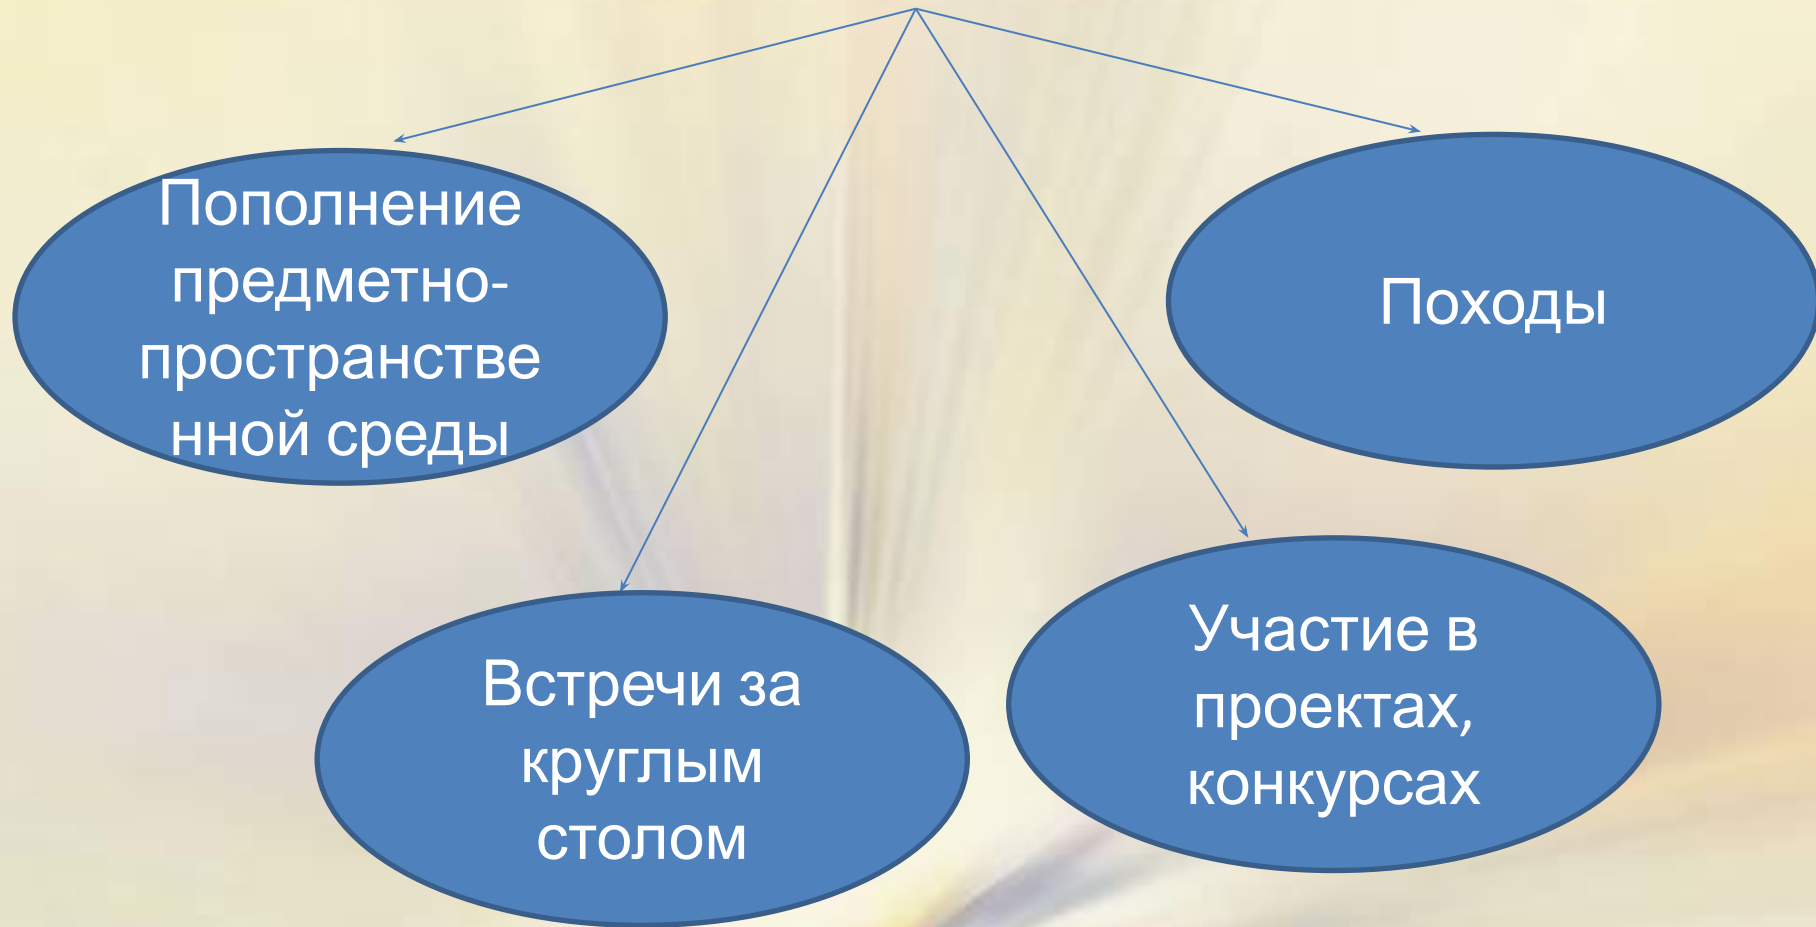 Пополнение
предметно-
пространстве
нной среды
Походы
Встречи за
круглым
столом
Участие в
проектах,
конкурсах